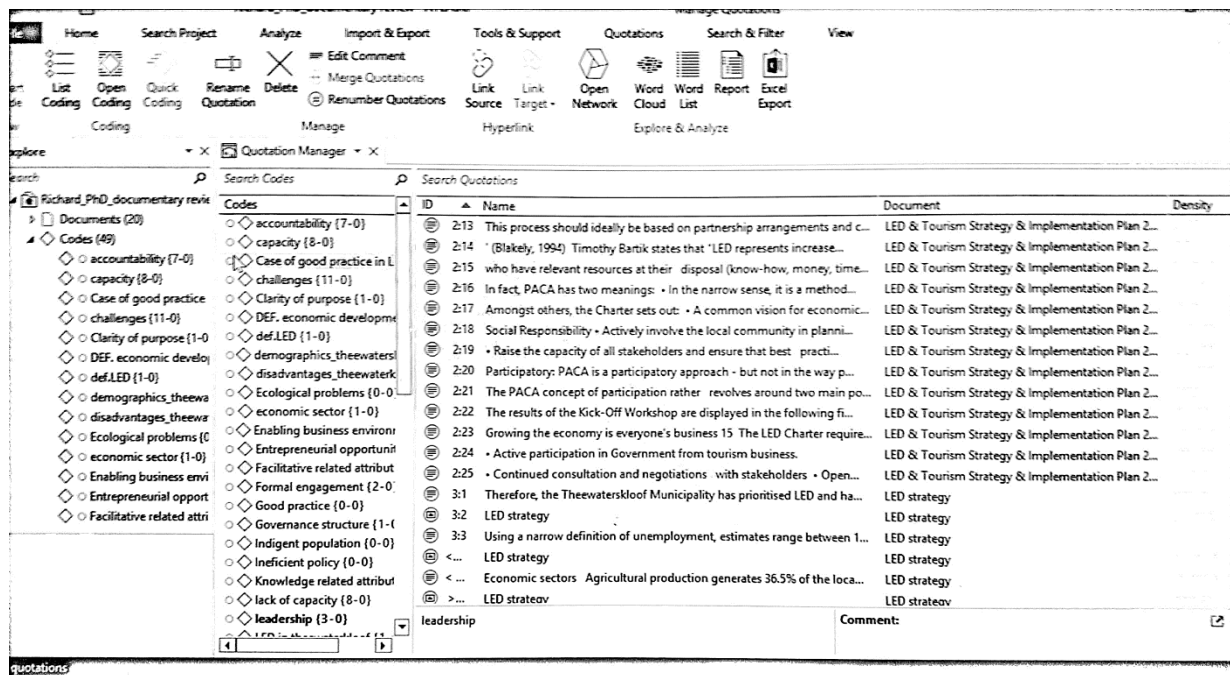 Manage Quotations
Home Search Project Analyze Import & Export Tools & Support Quotations Search & Filter View
List Coding
Open Coding
Quick Coding
Rename Quotation
Delete
Edit Comment
Merge Quotations
Renumber Quotations
Link Source
Link Target
Open Network
Word Cloud
Word List
Report
Excel Export
Coding Manage Hyperlink Explore & Analyze
Quotation Manager
Search Codes
Search Quotations
Richard_PhD_documentary revie
Documents (20)
Codes (49)
accountability {7-0}
capacity {8-0}
Case of good practice
challenges {11-0}
Clarity of purpose {1-0
DEF. economic develop
def.LED {1-0}
demographics_theewa
disadvantages_theewa
Ecological problems {0
economic sector {1-0}
Enabling business envi
Entrepreneurial opport
Facilitative related attri
Codes
accountability {7-0}
capacity {8-0}
Case of good practice in L
challenges {11-0}
Clarity of purpose {1-0}
DEF. economic developme
def.LED {1-0}
demographics_theewatersl
disadvantages_theewaterk
Ecological problems {0-0
economic sector {1-0}
Enabling business environr
Entrepreneurial opportunit
Facilitative related attribut
Formal engagement {2-0
Good practice {0-0}
Governance structure {1-(
Indigent population {0-0}
Ineficient policy {0-0}
Knowledge related attribut
lack of capacity {8-0}
leadership {3-0}
ID Name Document Density
2:13 This process should ideally be based on partnership arrangements and c... LED & Tourism Strategy & Implementation Plan 2...
2:14 ' (Blakely, 1994) Timothy Bartik states that "LED represents increase... LED & Tourism Strategy & Implementation Plan 2...
2:15 who have relevant resources at their disposal (know-how, money, time... LED & Tourism Strategy & Implementation Plan 2...
2:16 In fact, PACA has two meanings: • In the narrow sense, it is a method... LED & Tourism Strategy & Implementation Plan 2...
2:17 Amongst others, the Charter sets out: • A common vision for economic... LED & Tourism Strategy & Implementation Plan 2...
2:18 Social Responsibility • Actively involve the local community in planni... LED & Tourism Strategy & Implementation Plan 2...
2:19 • Raise the capacity of all stakeholders and ensure that best practi... LED & Tourism Strategy & Implementation Plan 2...
2:20 Participatory: PACA is a participatory approach - but not in the way p... LED & Tourism Strategy & Implementation Plan 2...
2:21 The PACA concept of participation rather revolves around two main po... LED & Tourism Strategy & Implementation Plan 2...
2:22 The results of the Kick-Off Workshop are displayed in the following fi... LED & Tourism Strategy & Implementation Plan 2...
2:23 Growing the economy is everyone's business 15 The LED Charter require... LED & Tourism Strategy & Implementation Plan 2...
2:24 • Active participation in Government from tourism business. LED & Tourism Strategy & Implementation Plan 2...
2:25 • Continued consultation and negotiations with stakeholders • Open... LED & Tourism Strategy & Implementation Plan 2...
3:1 Therefore, the Theewaterskloof Municipality has prioritised LED and ha... LED strategy
3:2 LED strategy LED strategy
3:3 Using a narrow definition of unemployment, estimates range between 1... LED strategy
<... LED strategy LED strategy
<... Economic sectors Agricultural production generates 36.5% of the loca... LED strategy
>... LED strategy LED strategy
leadership Comment:
quotations